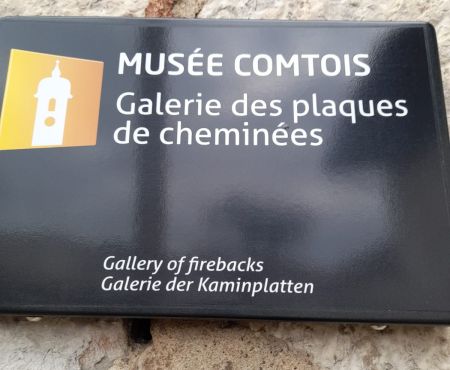 MUSÉE COMTOIS
Galerie des plaques
de cheminées
Gallery of firebacks
Galerie der Kaminplatten